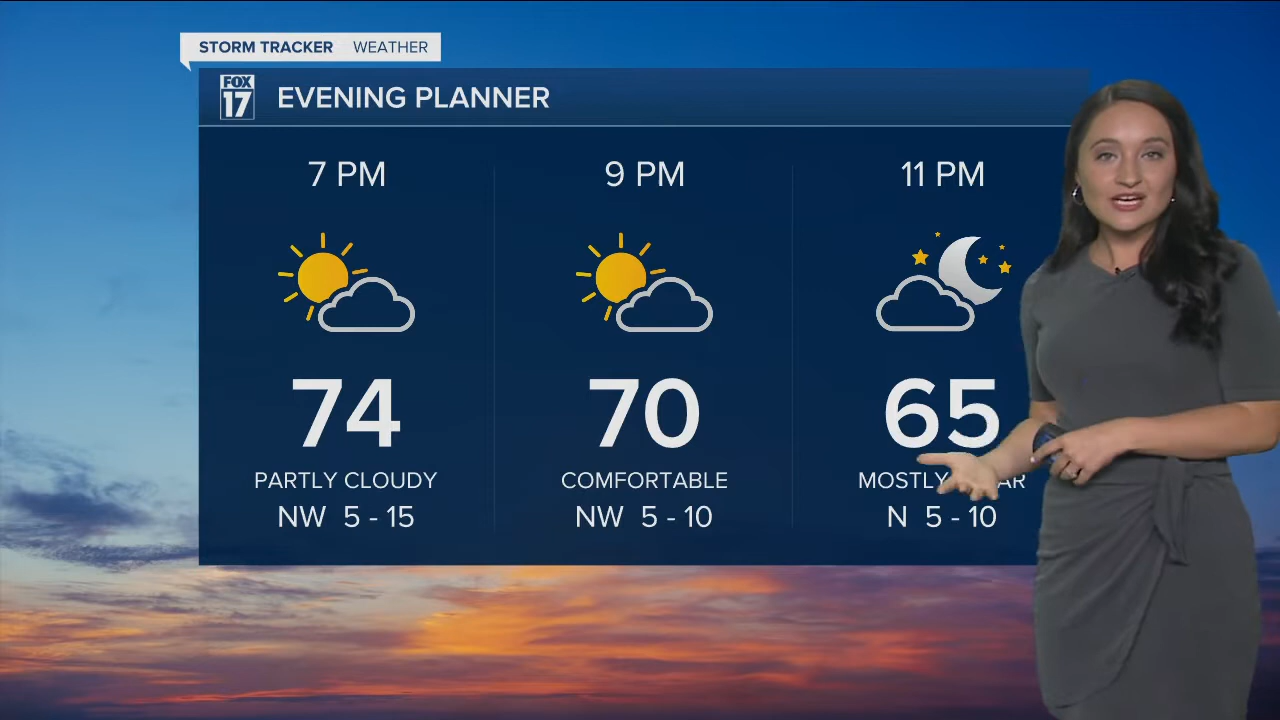 STORM TRACKER WEATHER
FOX
17
EVENING PLANNER
7 PM
9 PM
11 PM
74
70
65
PARTLY CLOUDY
COMFORTABLE
MOSTLY
NW 5 - 15
NW 5 - 10
N 5 - 10